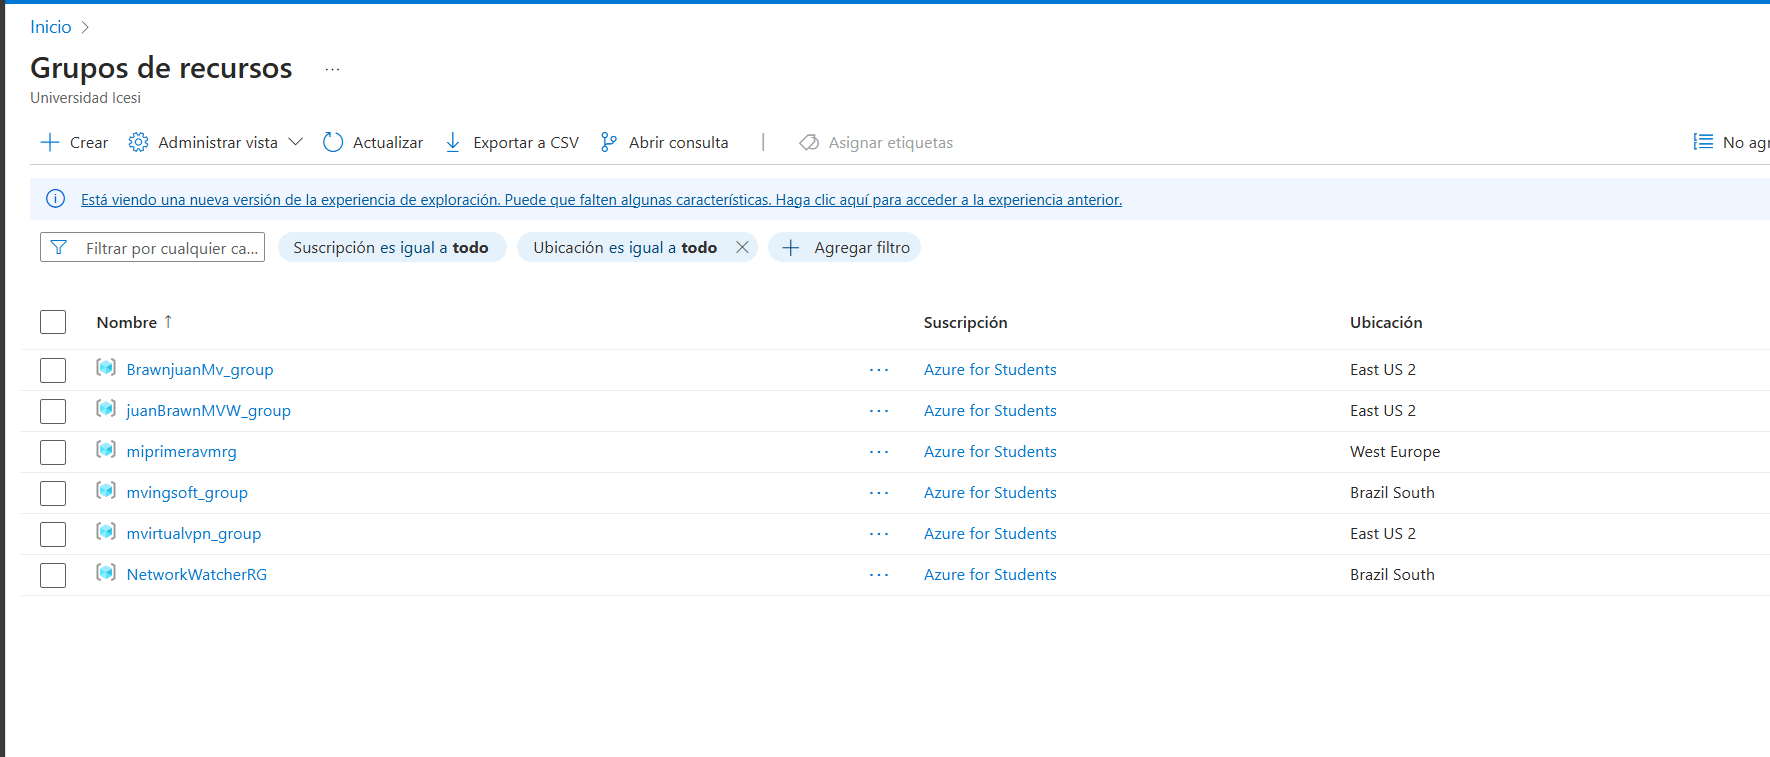 Inicio
Grupos de recursos ...
Universidad Icesi
Crear Administrar vista Actualizar Exportar a CSV Abrir consulta | Asignar etiquetas No agr
Está viendo una nueva versión de la experiencia de exploración. Puede que falten algunas características. Haga clic aquí para acceder a la experiencia anterior.
Filtrar por cualquier ca... Suscripción es igual a todo Ubicación es igual a todo Agregar filtro
Nombre ↑ Suscripción Ubicación
BrawnjuanMv_group ... Azure for Students East US 2
juanBrawnMVW_group ... Azure for Students East US 2
miprimeravmrg ... Azure for Students West Europe
mvingsoft_group ... Azure for Students Brazil South
mvirtualvpn_group ... Azure for Students East US 2
NetworkWatcherRG ... Azure for Students Brazil South